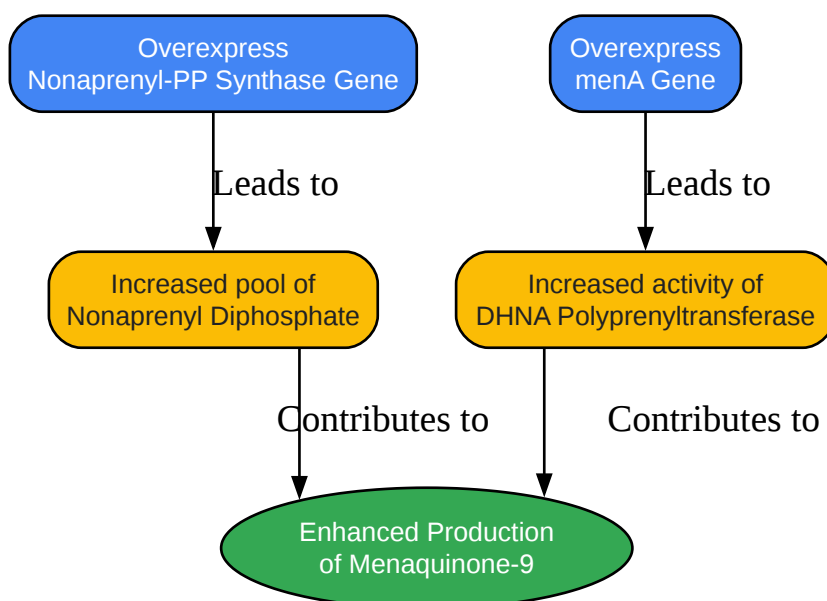 Overexpress
Nonaprenyl-PP Synthase Gene
Overexpress
menA Gene
Leads to
Leads to
Increased pool of
Nonaprenyl Diphosphate
Increased activity of
DHNA Polyprenyltransferase
Contributes to
Contributes to
Enhanced Production
of Menaquinone-9